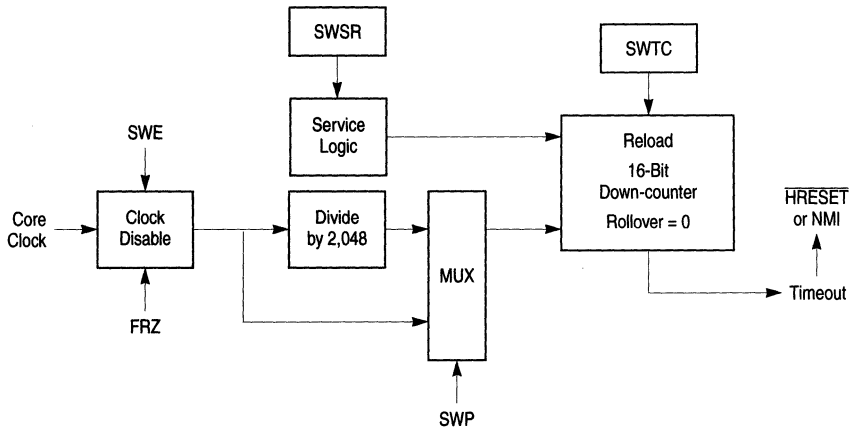 SWSR
SWTC
Service
Logic
Reload
16-Bit
Down-counter
Rollover = 0
SWE
Core
Clock
Clock
Disable
Divide
by 2,048
MUX
HRESET
or NMI
Timeout
FRZ
SWP